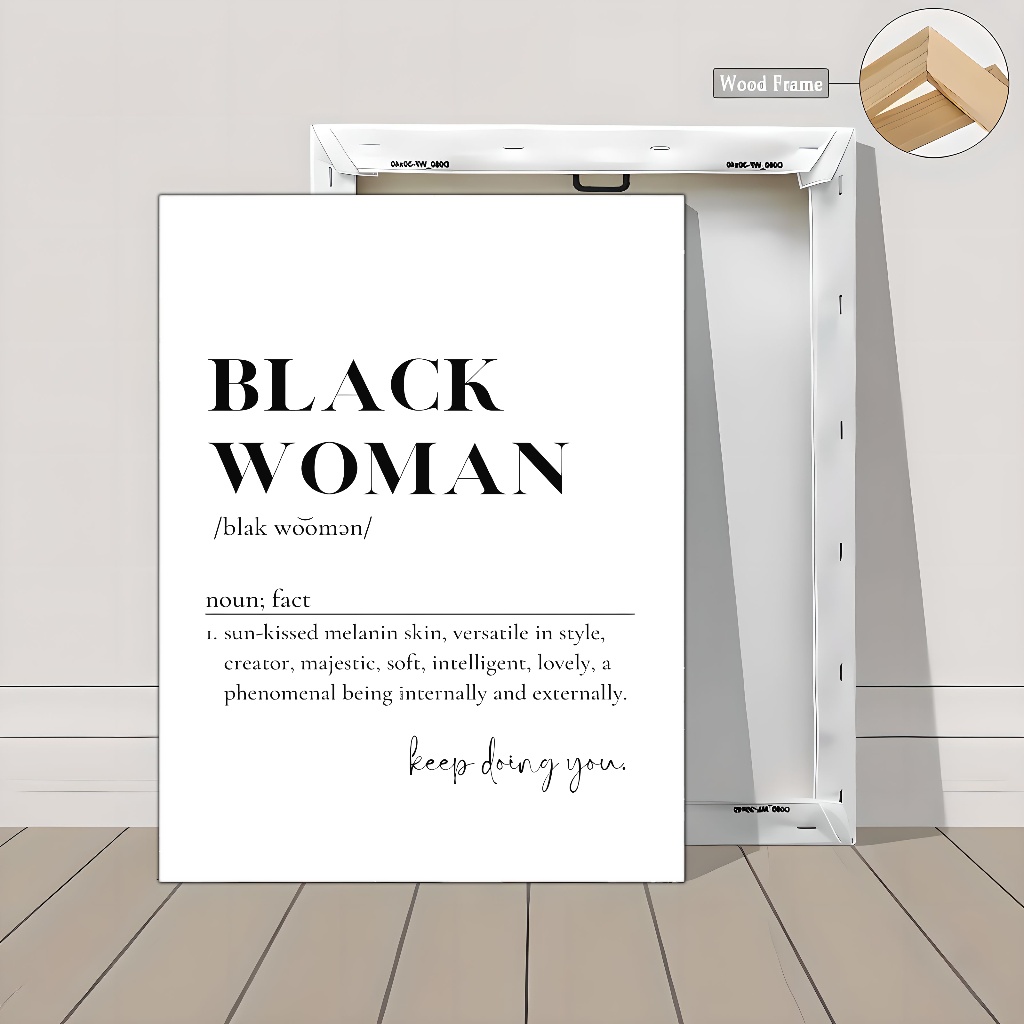 Wood Frame
BLACK
WOMAN
/blak wo͝omən/
noun; fact
1. sun-kissed melanin skin, versatile in style,
creator, majestic, soft, intelligent, lovely, a
phenomenal being internally and externally.
keep doing you.